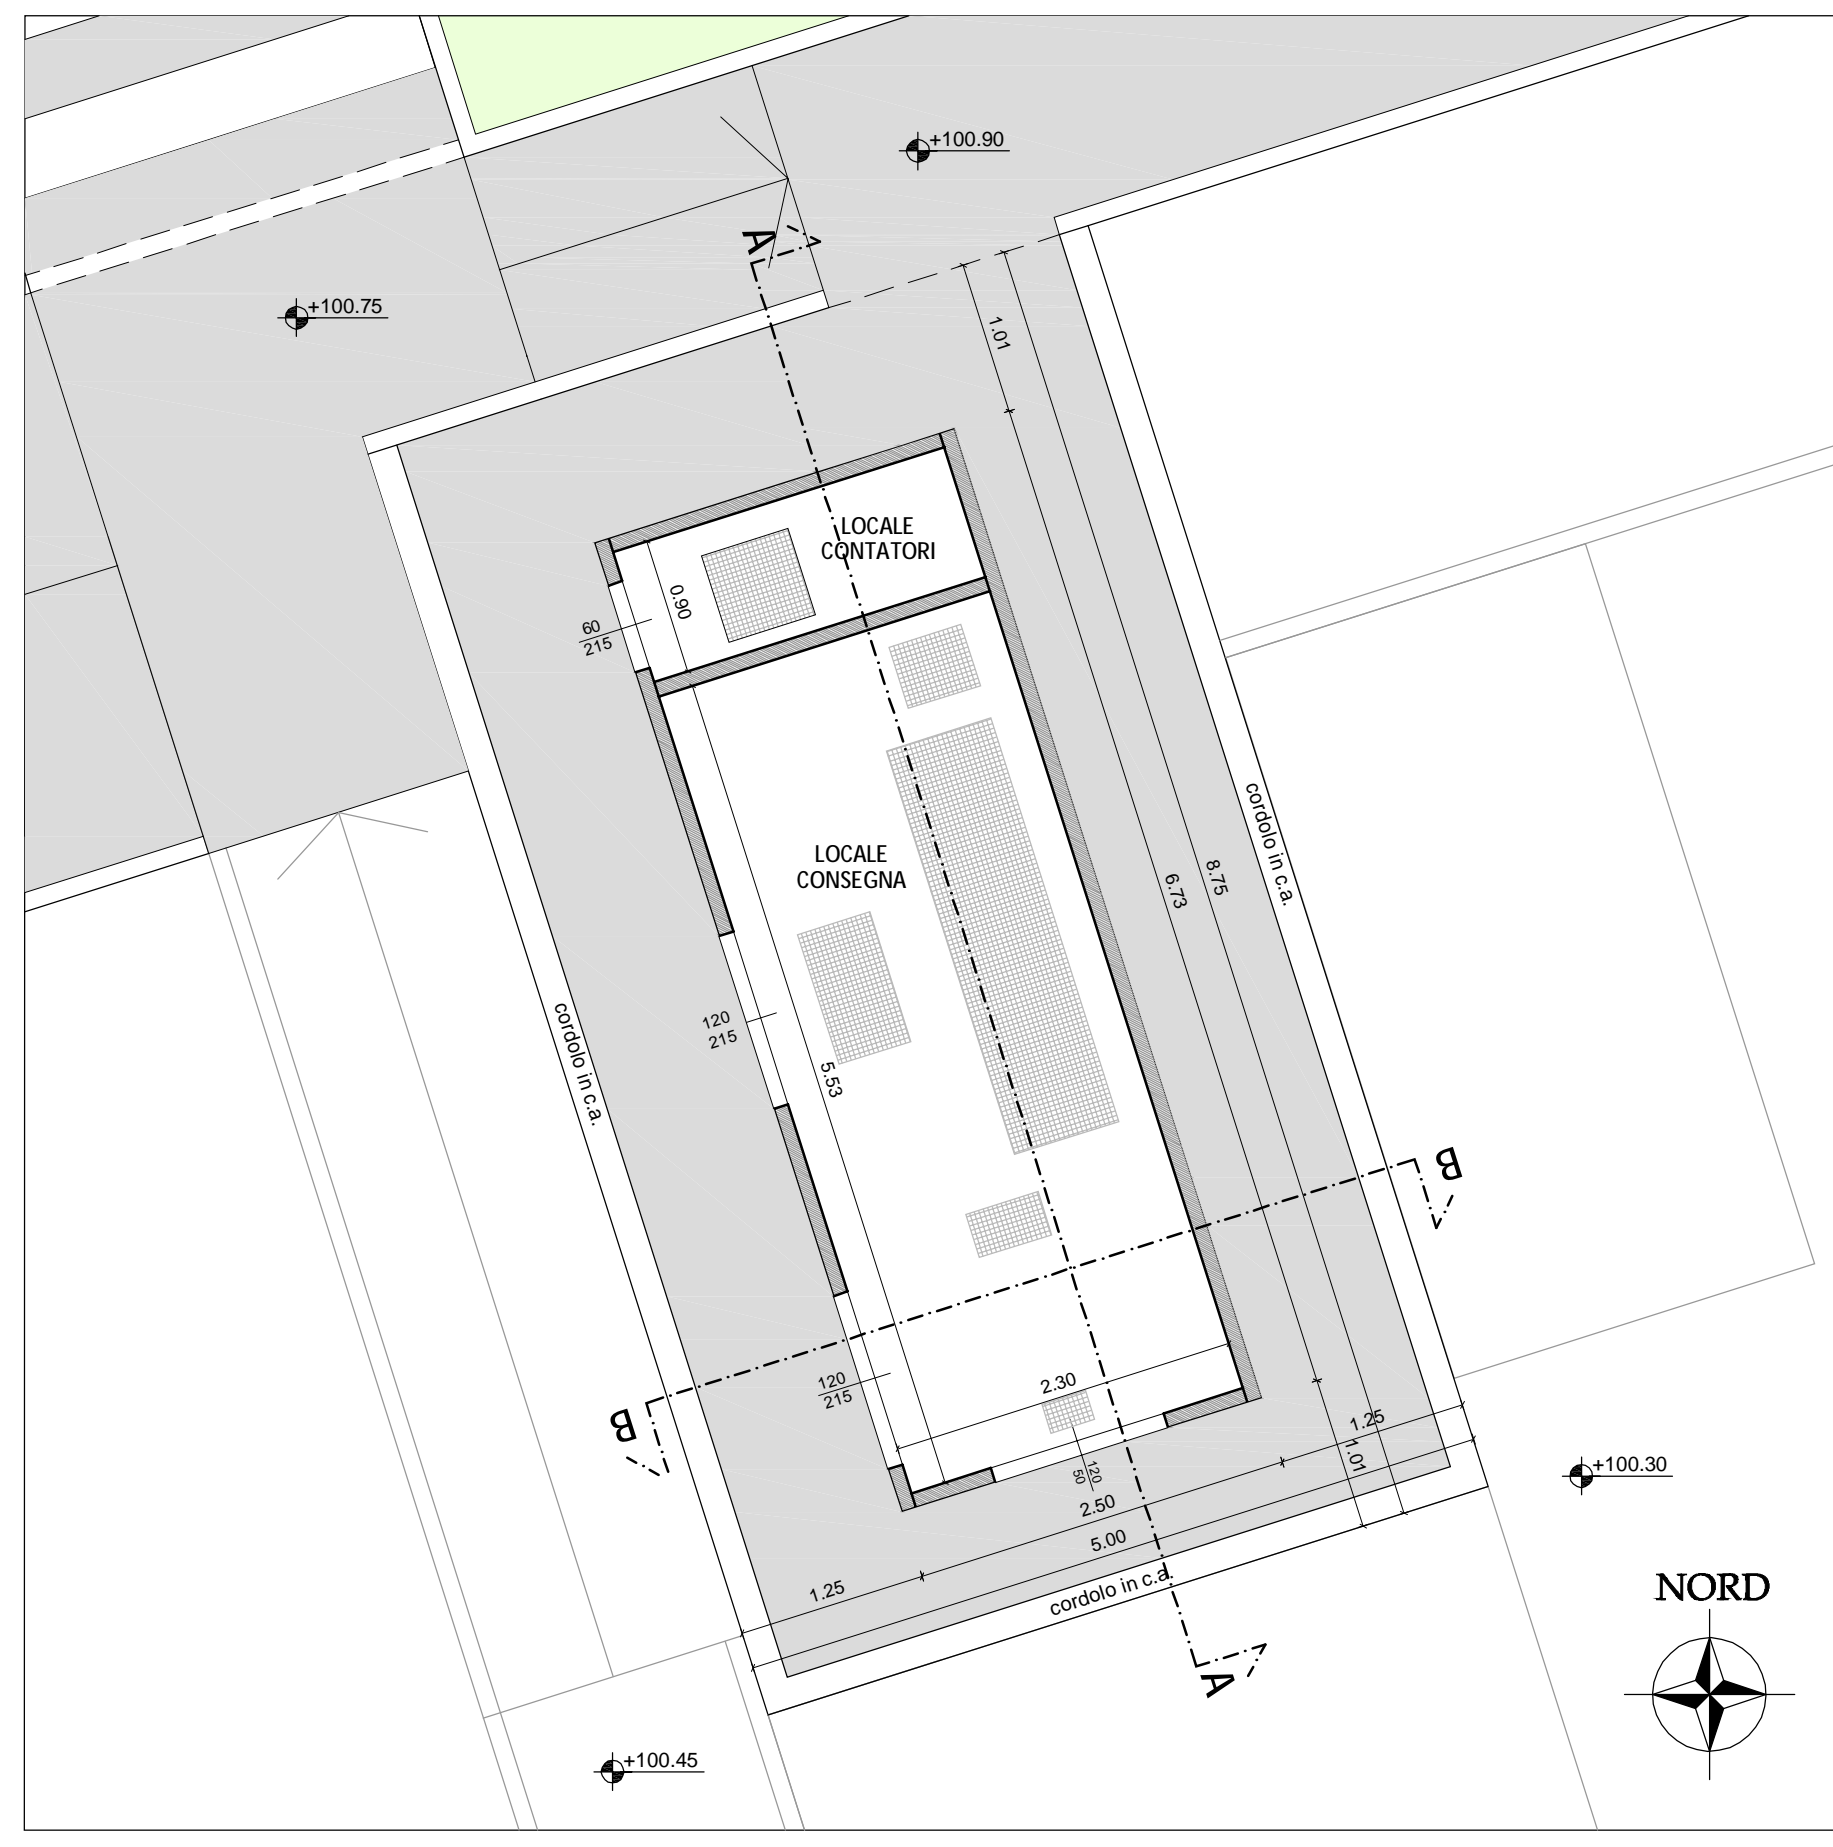 +100.90
A
+100.75
1.01
LOCALE
CONTATORI
0.90
60
215
LOCALE
CONSEGNA
cordolo in c.a.
6.73
8.75
120
215
cordolo in c.a.
5.53
B
B
120
215
2.30
1.25
1.01
120
50
+100.30
2.50
5.00
1.25
cordolo in c.a.
A
NORD
+100.45